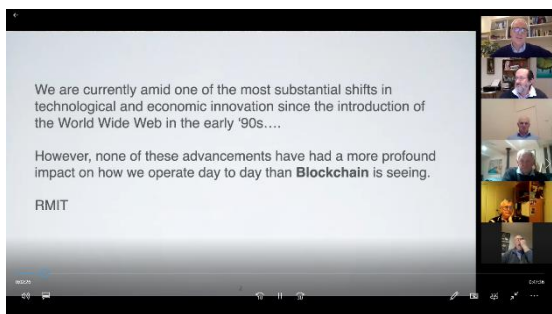 We are currently amid one of the most substantial shifts in
technological and economic innovation since the introduction of
the World Wide Web in the early '90s….
However, none of these advancements have had a more profound
impact on how we operate day to day than Blockchain is seeing.
RMIT